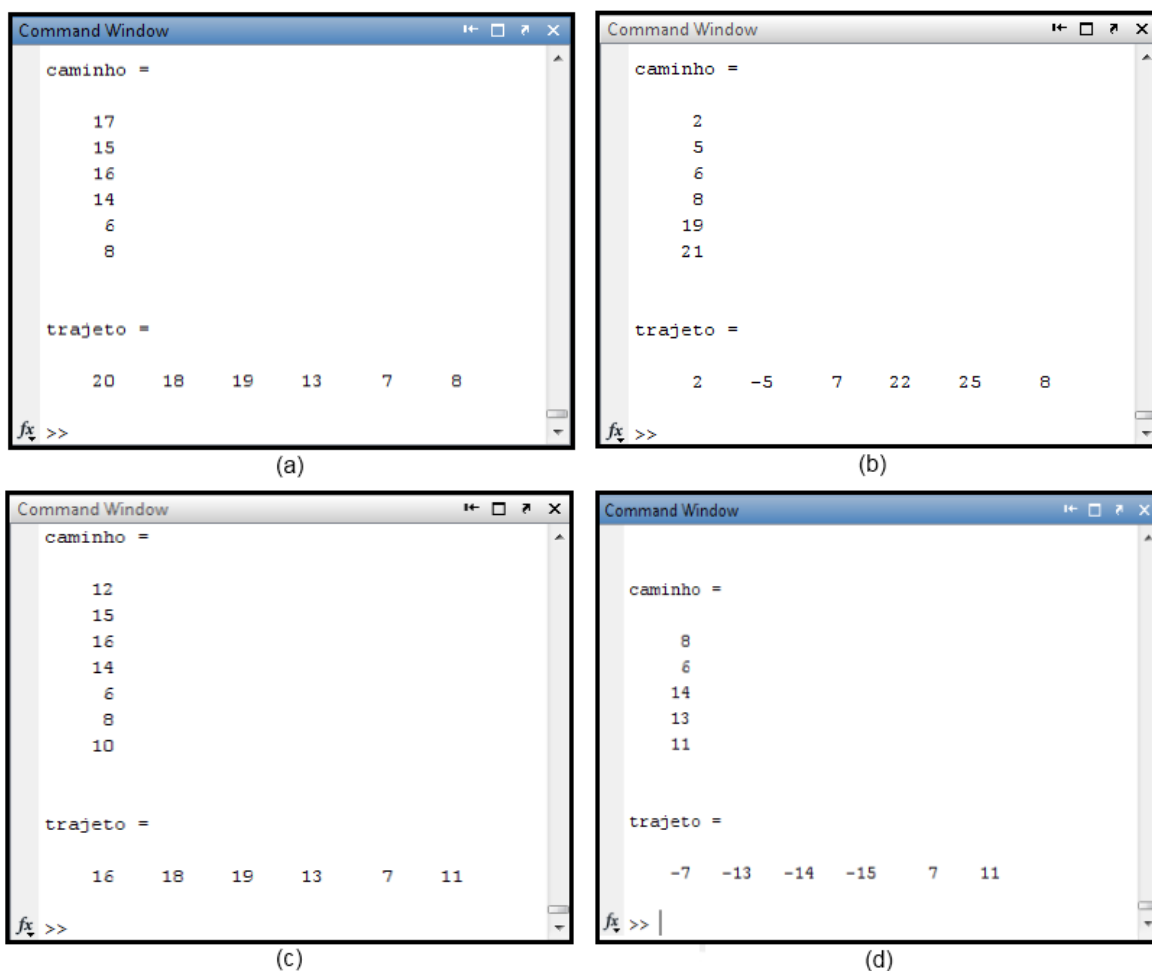 Command Window
caminho =
17
15
16
14
6
8
trajeto =
20 18 19 13 7 8
fx >>
(a)
Command Window
caminho =
2
5
6
8
19
21
trajeto =
2 -5 7 22 25 8
fx >>
(b)
Command Window
caminho =
12
15
16
14
6
8
10
trajeto =
16 18 19 13 7 11
fx >>
(c)
Command Window
caminho =
8
6
14
13
11
trajeto =
-7 -13 -14 -15 7 11
fx >>
(d)